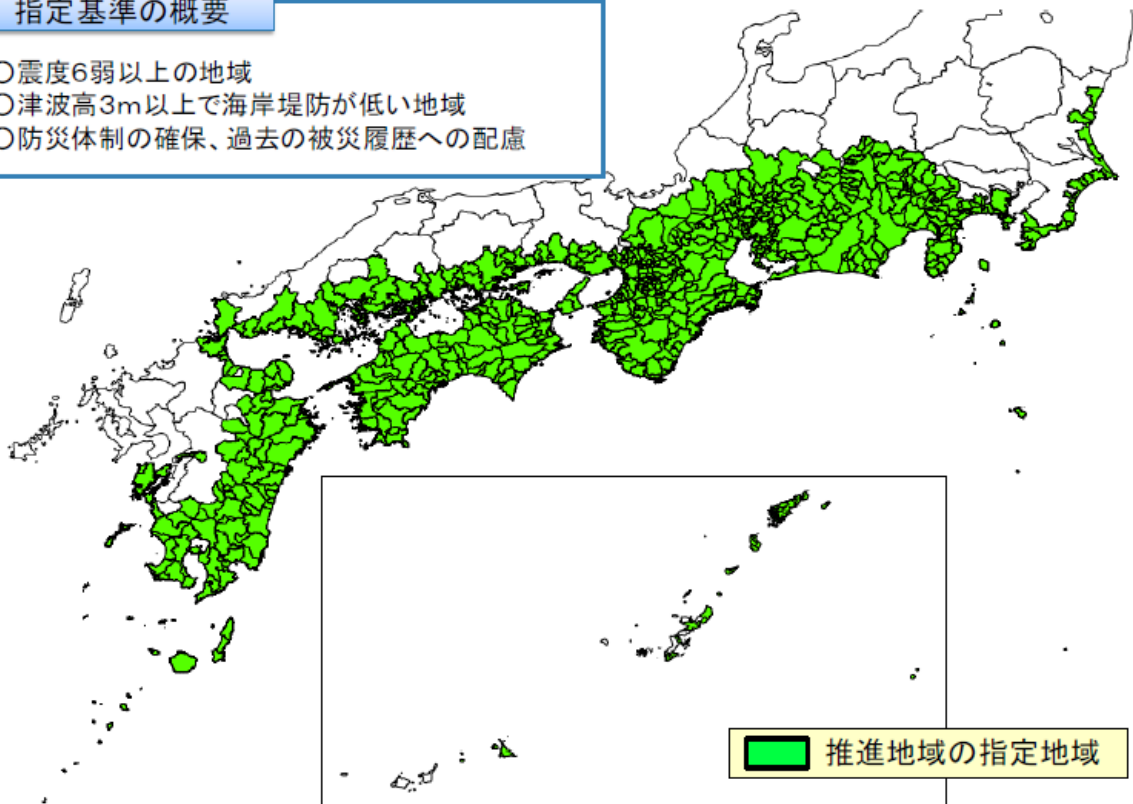 指定基準の概要
○震度6弱以上の地域
○津波高3m以上で海岸堤防が低い地域
○防災体制の確保、過去の被災履歴への配慮
推進地域の指定地域